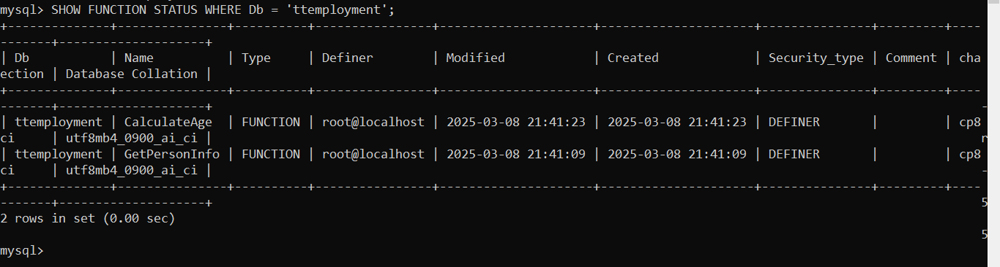 mysql> SHOW FUNCTION STATUS WHERE Db = 'ttemployment';
+--------------+---------------+----------+----------------+---------------------+---------------------+---------------+---------+----
-------+--------------------+
| Db           | Name          | Type     | Definer        | Modified            | Created             | Security_type | Comment | cha
ection | Database Collation |
+--------------+---------------+----------+----------------+---------------------+---------------------+---------------+---------+----
-------+--------------------+
| ttemployment | CalculateAge  | FUNCTION | root@localhost | 2025-03-08 21:41:23 | 2025-03-08 21:41:23 | DEFINER       |         | cp8
ci     | utf8mb4_0900_ai_ci |
| ttemployment | GetPersonInfo | FUNCTION | root@localhost | 2025-03-08 21:41:09 | 2025-03-08 21:41:09 | DEFINER       |         | cp8
ci     | utf8mb4_0900_ai_ci |
+--------------+---------------+----------+----------------+---------------------+---------------------+---------------+---------+----
-------+--------------------+
2 rows in set (0.00 sec)
mysql>